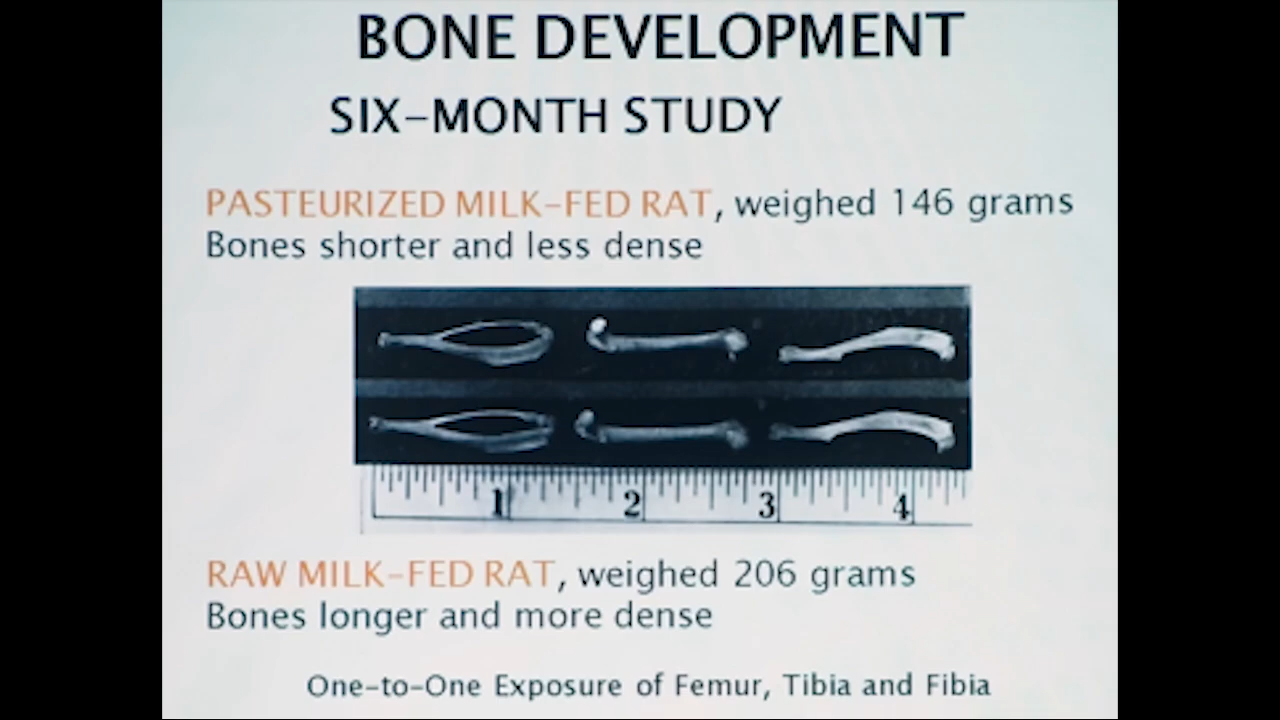 BONE DEVELOPMENT
SIX-MONTH STUDY
PASTEURIZED MILK-FED RAT, weighed 146 grams
Bones shorter and less dense
1 2 3 4
RAW MILK-FED RAT, weighed 206 grams
Bones longer and more dense
One-to-One Exposure of Femur, Tibia and Fibia